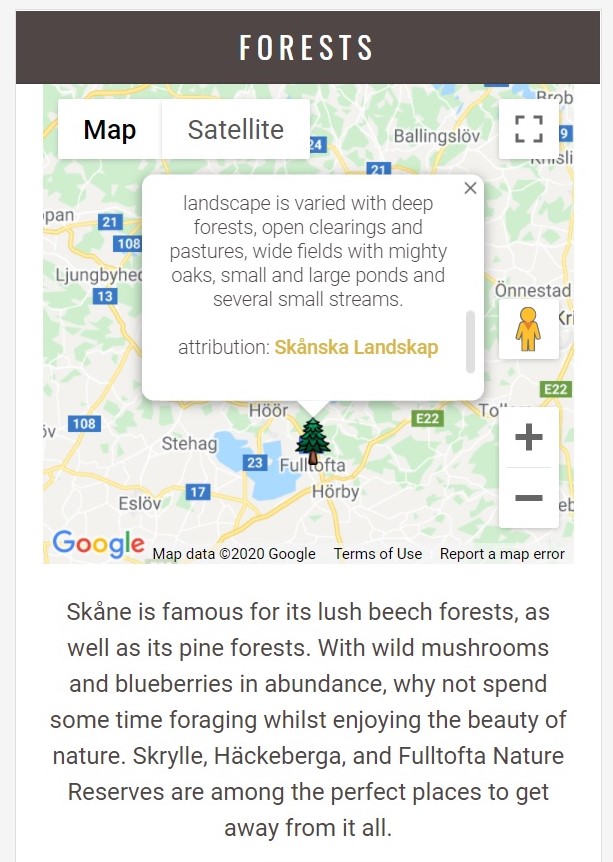 FORESTS
Map
Satellite
24
Ballingslöv
Brob
9
21
21
108
Ljungbyhed
13
landscape is varied with deep
forests, open clearings and
pastures, wide fields with mighty
oaks, small and large ponds and
several small streams.
attribution: Skånska Landskap
Önnestad
Kri
E22
Höör
E22
108
Stehag
23
Fulltofta
17
Hörby
Eslöv
Google
Map data ©2020 Google
Terms of Use
Report a map error
Skåne is famous for its lush beech forests, as
well as its pine forests. With wild mushrooms
and blueberries in abundance, why not spend
some time foraging whilst enjoying the beauty of
nature. Skrylle, Häckeberga, and Fulltofta Nature
Reserves are among the perfect places to get
away from it all.